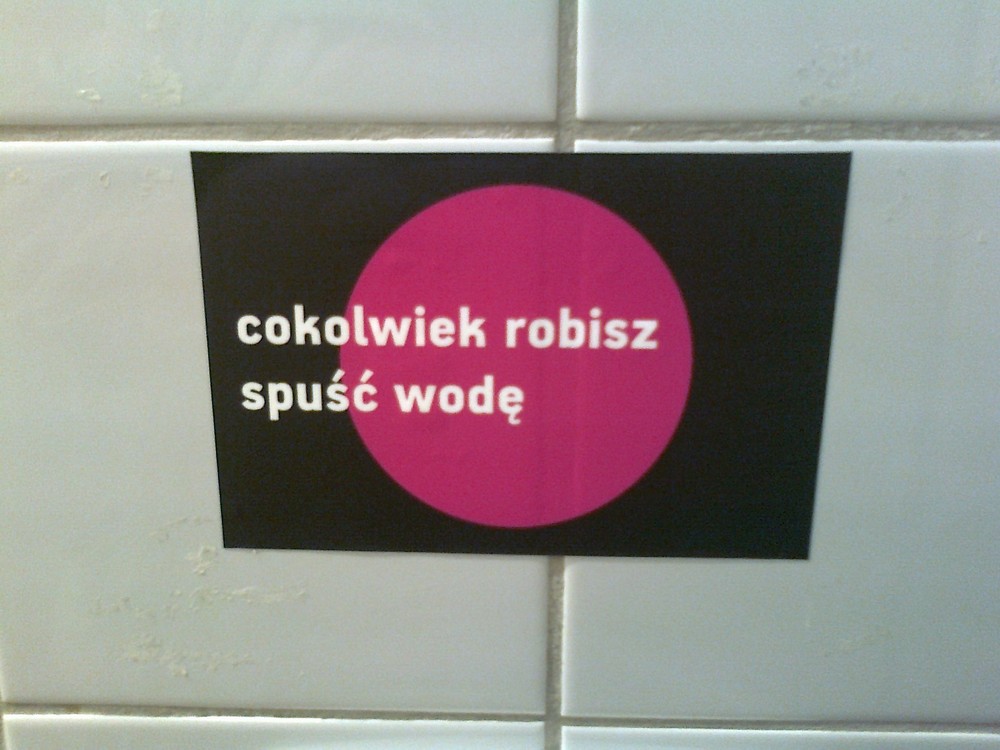 cokolwiek robisz
spuść wodę